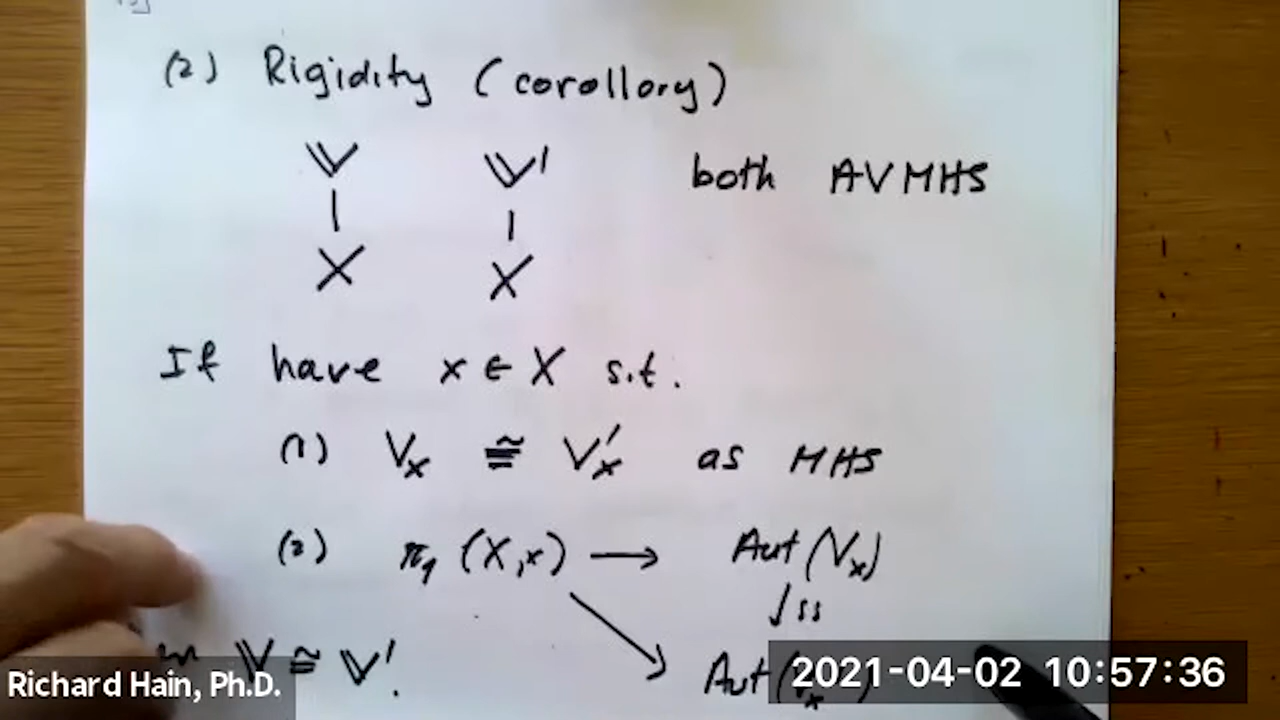 (2) Rigidity (corollory)
𝕍 𝕍' both AVMHS
| |
X X
If have x ∈ X s.t.
(1) Vx ≅ V'x as MHS
(2) π1 (X,x) → Aut (Vx)
↓ ss
𝕍 ≅ 𝕍'. ↘ Aut
Richard Hain, Ph.D.
2021-04-02 10:57:36